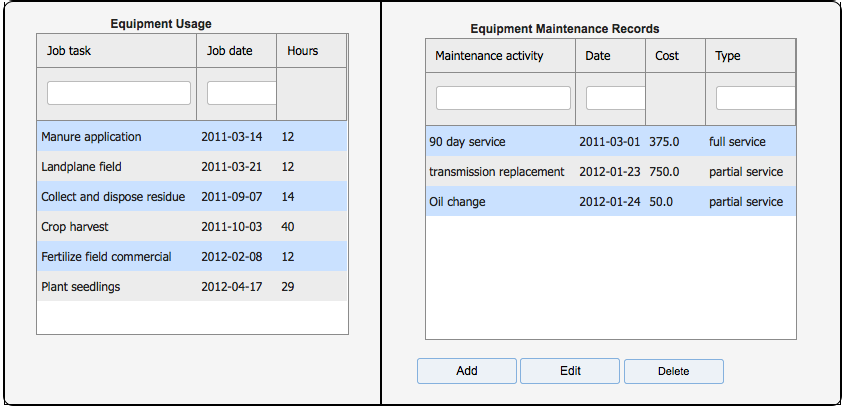 Equipment Usage
Job task Job date Hours
Manure application 2011-03-14 12
Landplane field 2011-03-21 12
Collect and dispose residue 2011-09-07 14
Crop harvest 2011-10-03 40
Fertilize field commercial 2012-02-08 12
Plant seedlings 2012-04-17 29
Equipment Maintenance Records
Maintenance activity Date Cost Type
90 day service 2011-03-01 375.0 full service
transmission replacement 2012-01-23 750.0 partial service
Oil change 2012-01-24 50.0 partial service
Add Edit Delete